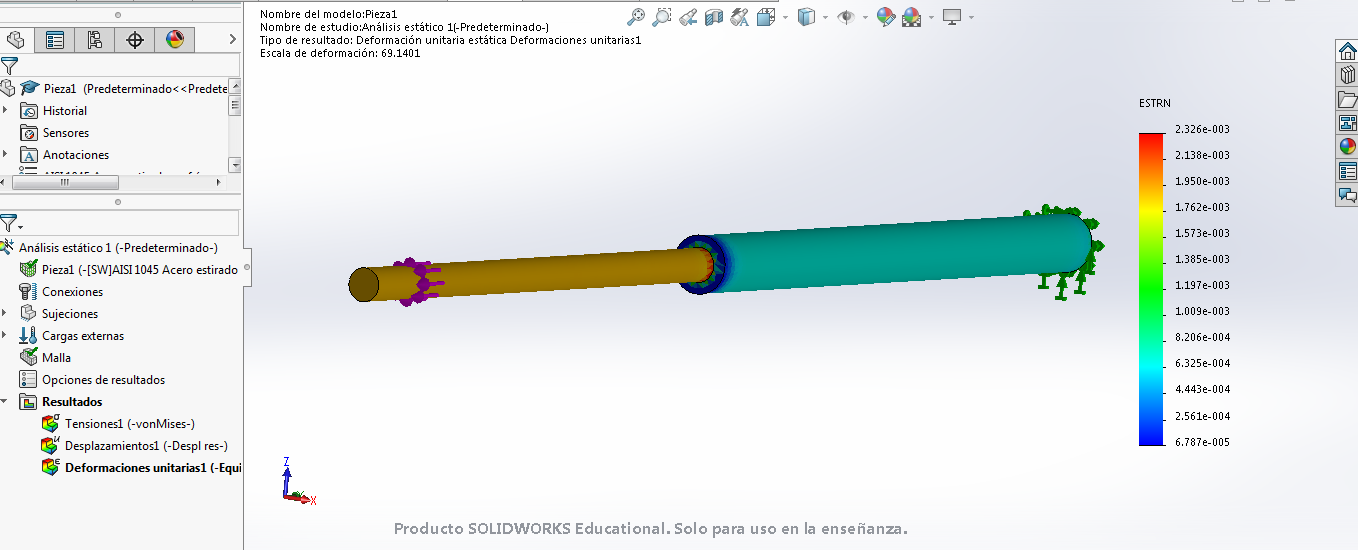 Nombre del modelo:Pieza1
Nombre de estudio:Análisis estático 1(-Predeterminado-)
Tipo de resultado: Deformación unitaria estática Deformaciones unitarias1
Escala de deformación: 69.1401
Pieza1 (Predeterminado<<Predete
Historial
Sensores
Anotaciones
Análisis estático 1 (-Predeterminado-)
Pieza1 (-[SW]AISI 1045 Acero estirado
Conexiones
Sujeciones
Cargas externas
Malla
Opciones de resultados
Resultados
Tensiones1 (-vonMises-)
Desplazamientos1 (-Despl res-)
Deformaciones unitarias1 (-Equi
ESTRN
2.326e-003
2.138e-003
1.950e-003
1.762e-003
1.573e-003
1.385e-003
1.197e-003
1.009e-003
8.206e-004
6.325e-004
4.443e-004
2.561e-004
6.787e-005
Z
X
Producto SOLIDWORKS Educational. Solo para uso en la enseñanza.